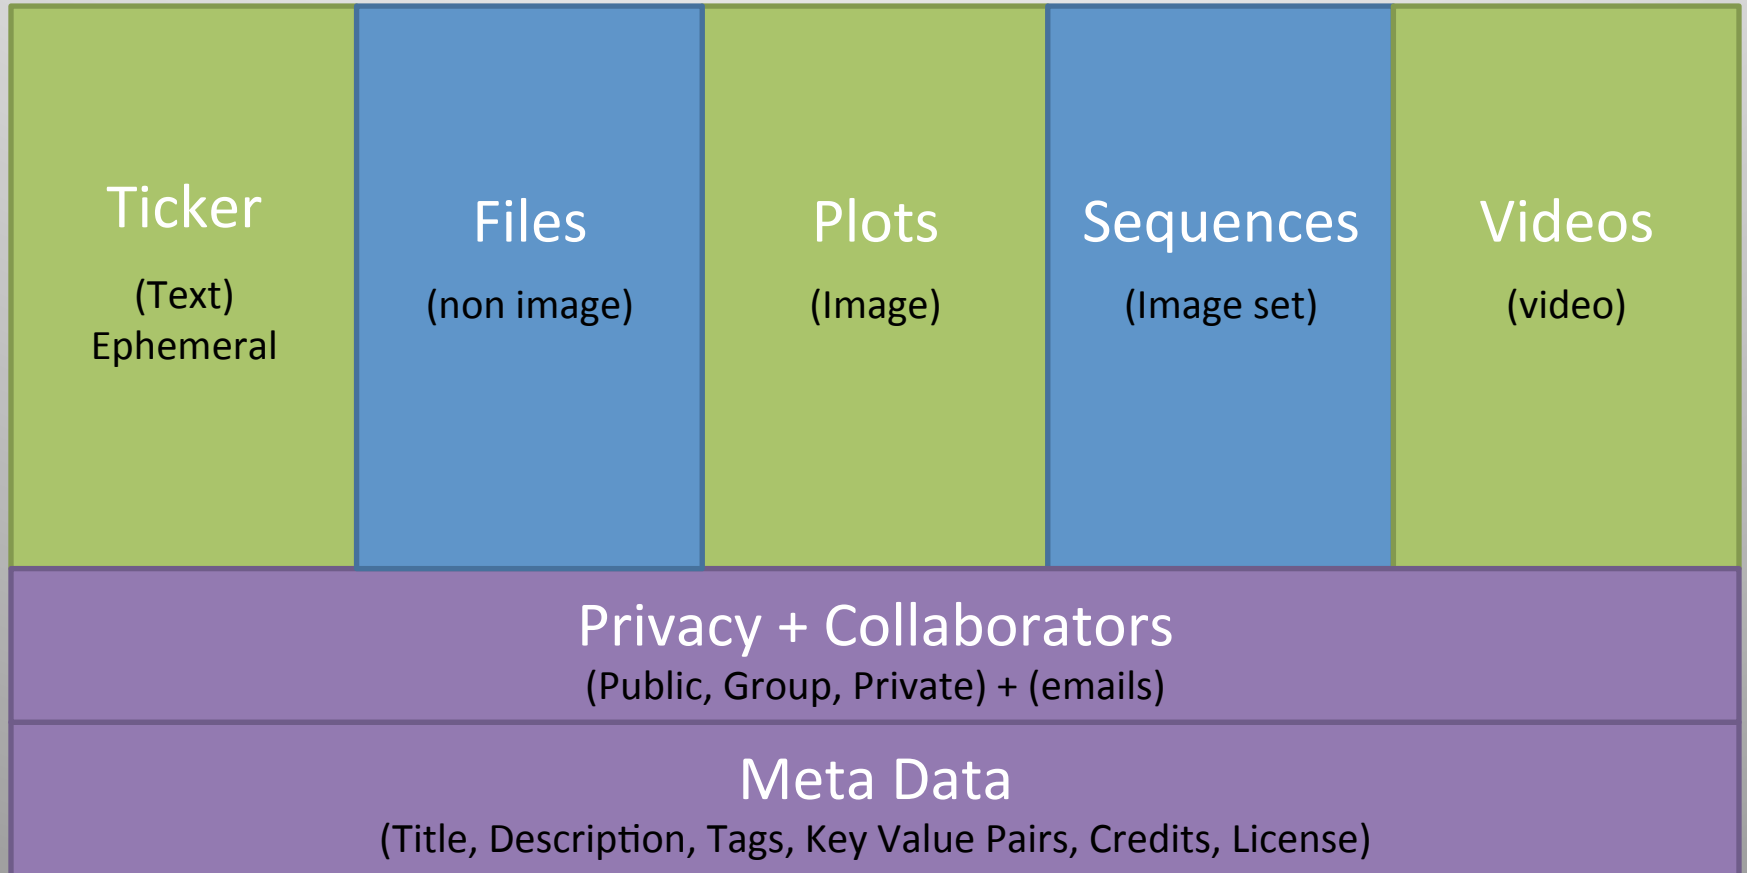 Ticker
(Text)
Ephemeral
Files
(non image)
Plots
(Image)
Sequences
(Image set)
Videos
(video)
Privacy + Collaborators
(Public, Group, Private) + (emails)
Meta Data
(Title, Description, Tags, Key Value Pairs, Credits, License)